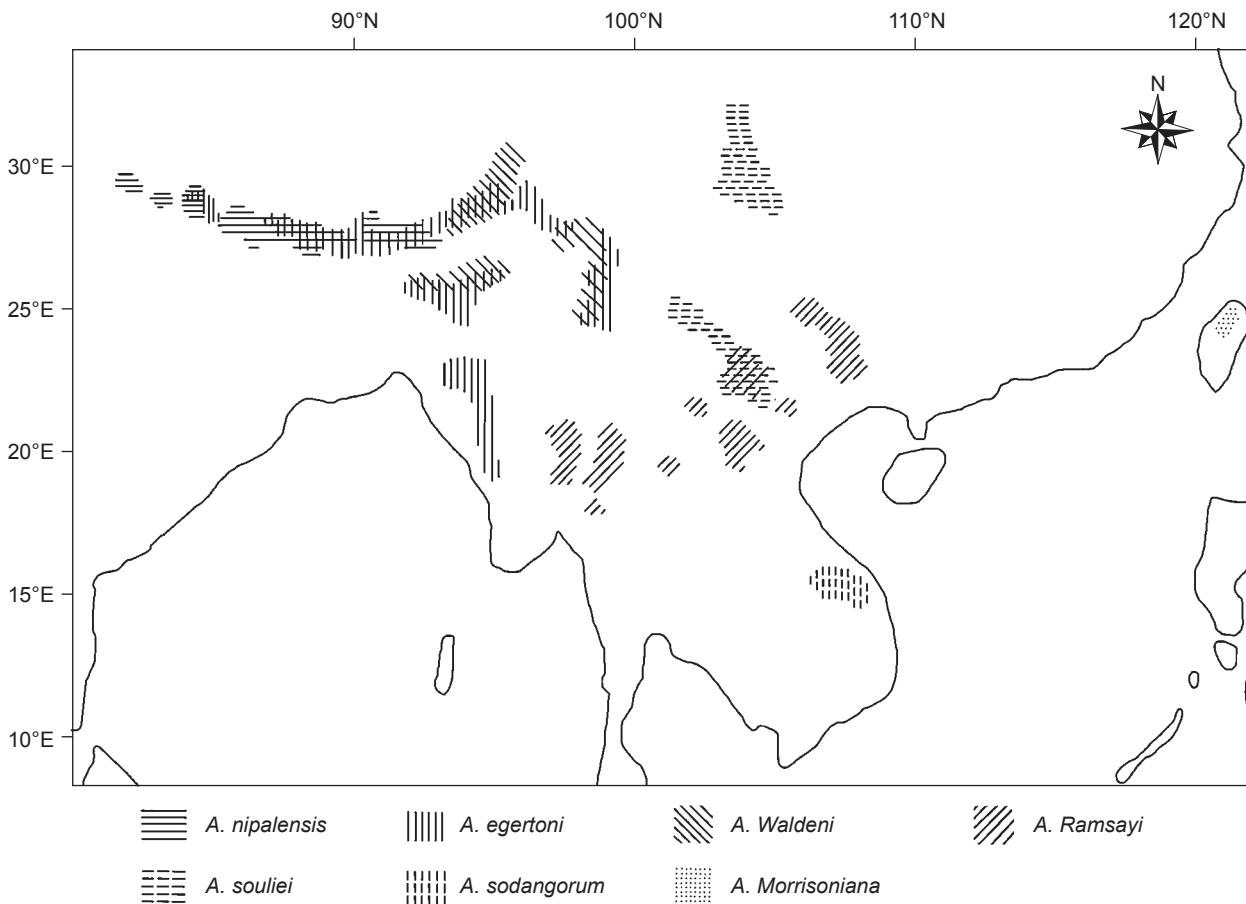 90°N 100°N 110°N 120°N
N
30°E
25°E
20°E
15°E
10°E
A. nipalensis A. egertoni A. Waldeni A. Ramsayi
A. souliei A. sodangorum A. Morrisoniana